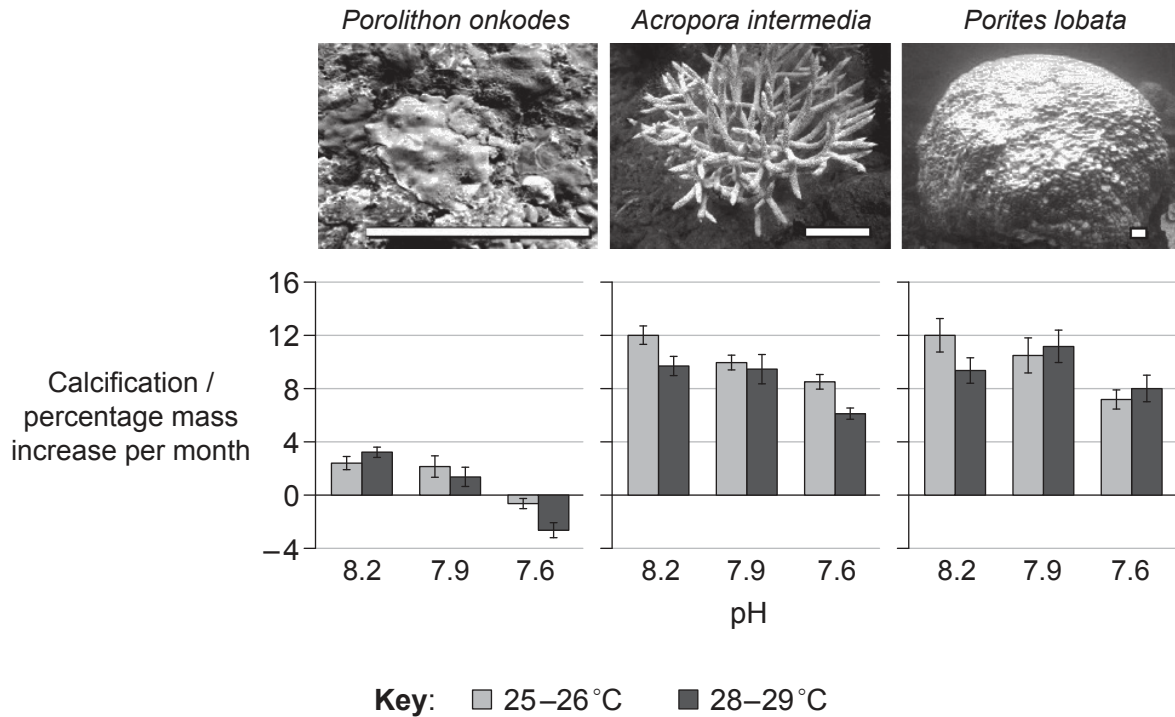 Porolithon onkodes
Acropora intermedia
Porites lobata
Calcification /
percentage mass
increase per month
16
12
8
4
0
–4
8.2 7.9 7.6
8.2 7.9 7.6
8.2 7.9 7.6
pH
Key: 25–26 °C 28–29 °C